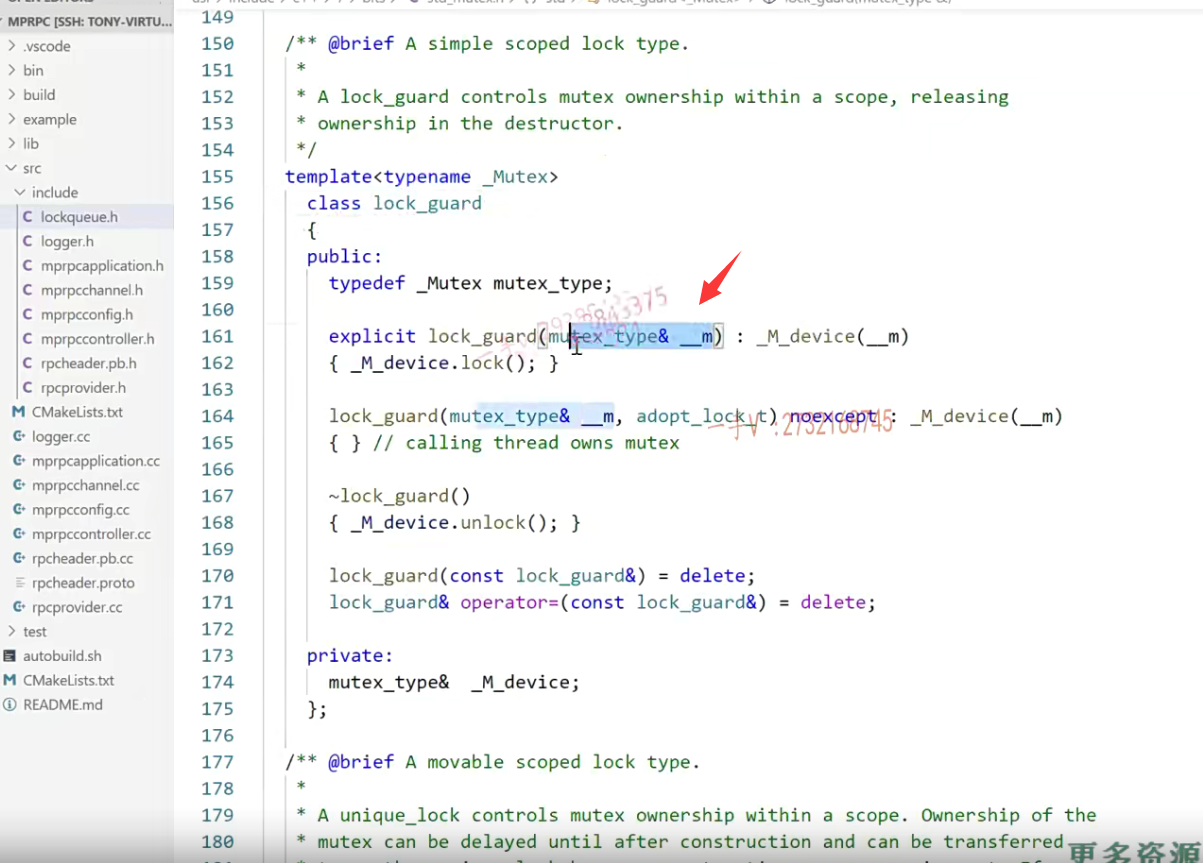 MPRPC [SSH: TONY-VIRTU...
.vscode
bin
build
example
lib
src
include
lockqueue.h
logger.h
mprpcapplication.h
mprpcchannel.h
mprpcconfig.h
mprpccontroller.h
rpcheader.pb.h
rpcprovider.h
CMakeLists.txt
logger.cc
mprpcapplication.cc
mprpcchannel.cc
mprpcconfig.cc
mprpccontroller.cc
rpcheader.pb.cc
rpcheader.proto
rpcprovider.cc
test
autobuild.sh
CMakeLists.txt
README.md
149
150 /** @brief A simple scoped lock type.
151 *
152 * A lock_guard controls mutex ownership within a scope, releasing
153 * ownership in the destructor.
154 */
155 template<typename _Mutex>
156 class lock_guard
157 {
158 public:
159 typedef _Mutex mutex_type;
160
161 explicit lock_guard(mutex_type& __m) : _M_device(__m)
162 { _M_device.lock(); }
163
164 lock_guard(mutex_type& __m, adopt_lock_t) noexcept : _M_device(__m)
165 { } // calling thread owns mutex
166
167 ~lock_guard()
168 { _M_device.unlock(); }
169
170 lock_guard(const lock_guard&) = delete;
171 lock_guard& operator=(const lock_guard&) = delete;
172
173 private:
174 mutex_type& _M_device;
175 };
176
177 /** @brief A movable scoped lock type.
178 *
179 * A unique_lock controls mutex ownership within a scope. Ownership of the
180 * mutex can be delayed until after construction and can be transferred
更多资源